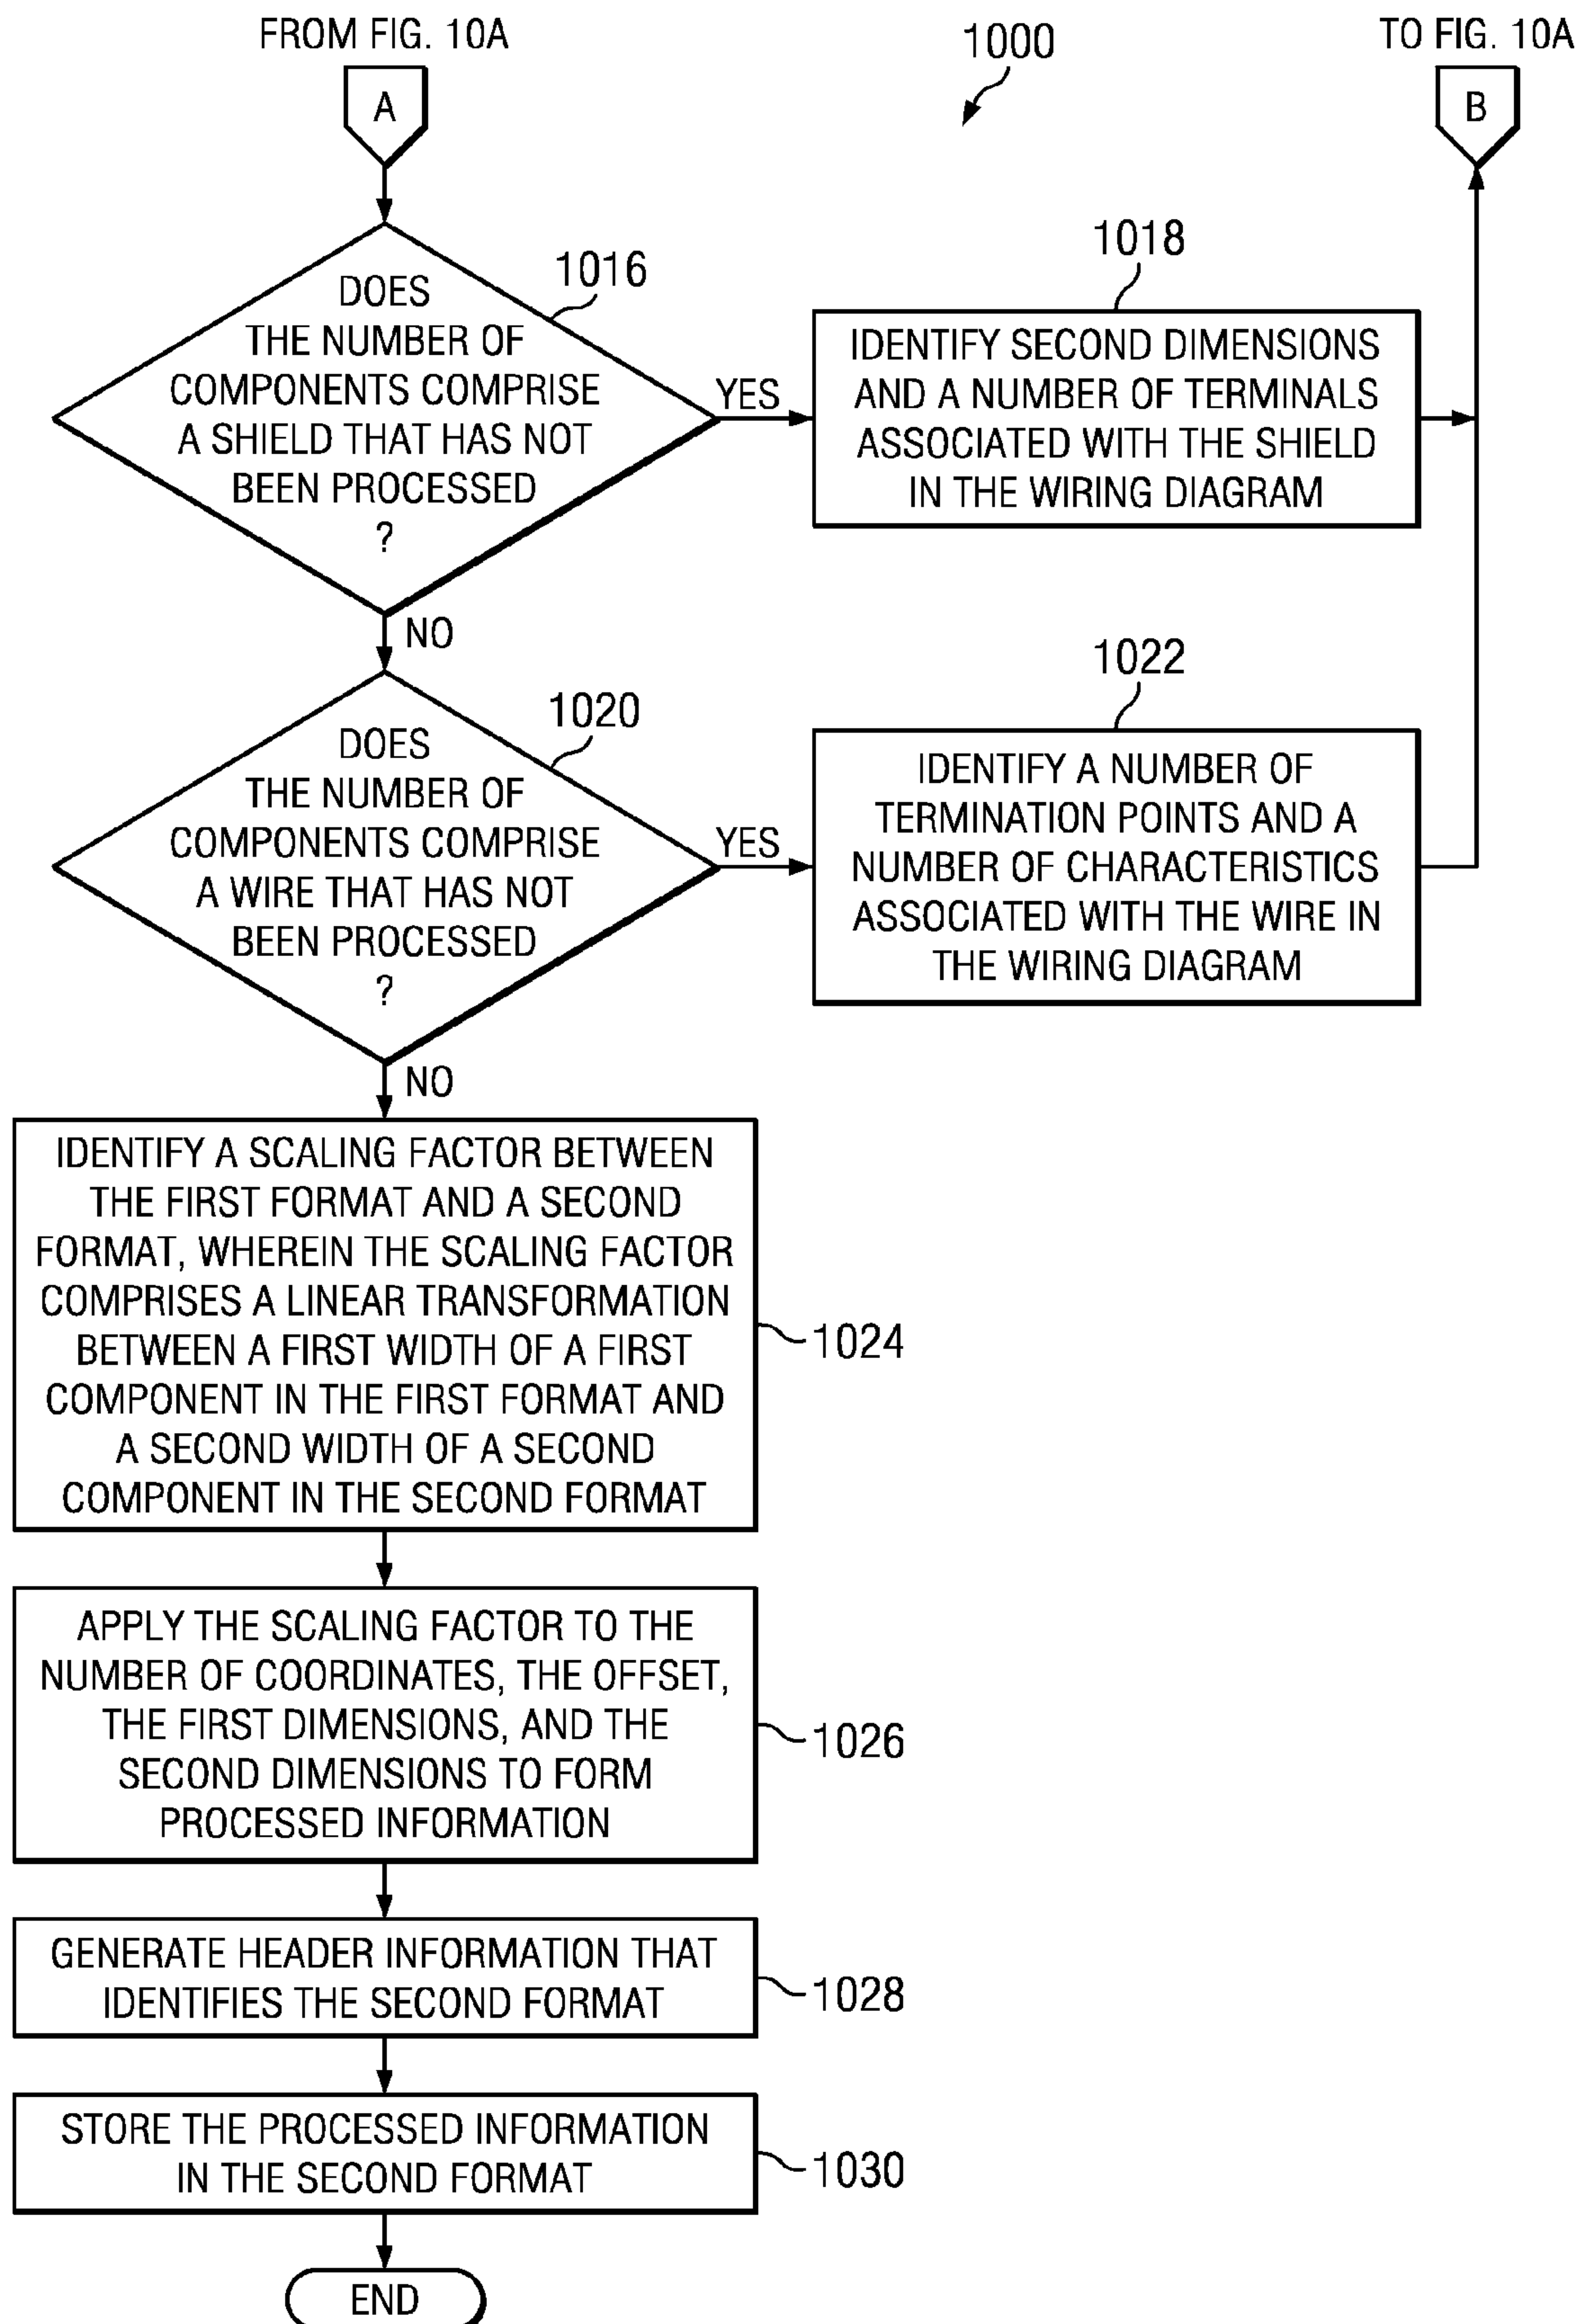 FROM FIG. 10A
1000
TO FIG. 10A
A
B
1016
DOES
THE NUMBER OF
COMPONENTS COMPRISE
A SHIELD THAT HAS NOT
BEEN PROCESSED
?
YES
1018
IDENTIFY SECOND DIMENSIONS
AND A NUMBER OF TERMINALS
ASSOCIATED WITH THE SHIELD
IN THE WIRING DIAGRAM
NO
1020
DOES
THE NUMBER OF
COMPONENTS COMPRISE
A WIRE THAT HAS NOT
BEEN PROCESSED
?
YES
1022
IDENTIFY A NUMBER OF
TERMINATION POINTS AND A
NUMBER OF CHARACTERISTICS
ASSOCIATED WITH THE WIRE IN
THE WIRING DIAGRAM
NO
IDENTIFY A SCALING FACTOR BETWEEN
THE FIRST FORMAT AND A SECOND
FORMAT, WHEREIN THE SCALING FACTOR
COMPRISES A LINEAR TRANSFORMATION
BETWEEN A FIRST WIDTH OF A FIRST
COMPONENT IN THE FIRST FORMAT AND
A SECOND WIDTH OF A SECOND
COMPONENT IN THE SECOND FORMAT
1024
APPLY THE SCALING FACTOR TO THE
NUMBER OF COORDINATES, THE OFFSET,
THE FIRST DIMENSIONS, AND THE
SECOND DIMENSIONS TO FORM
PROCESSED INFORMATION
1026
GENERATE HEADER INFORMATION THAT
IDENTIFIES THE SECOND FORMAT
1028
STORE THE PROCESSED INFORMATION
IN THE SECOND FORMAT
1030
END